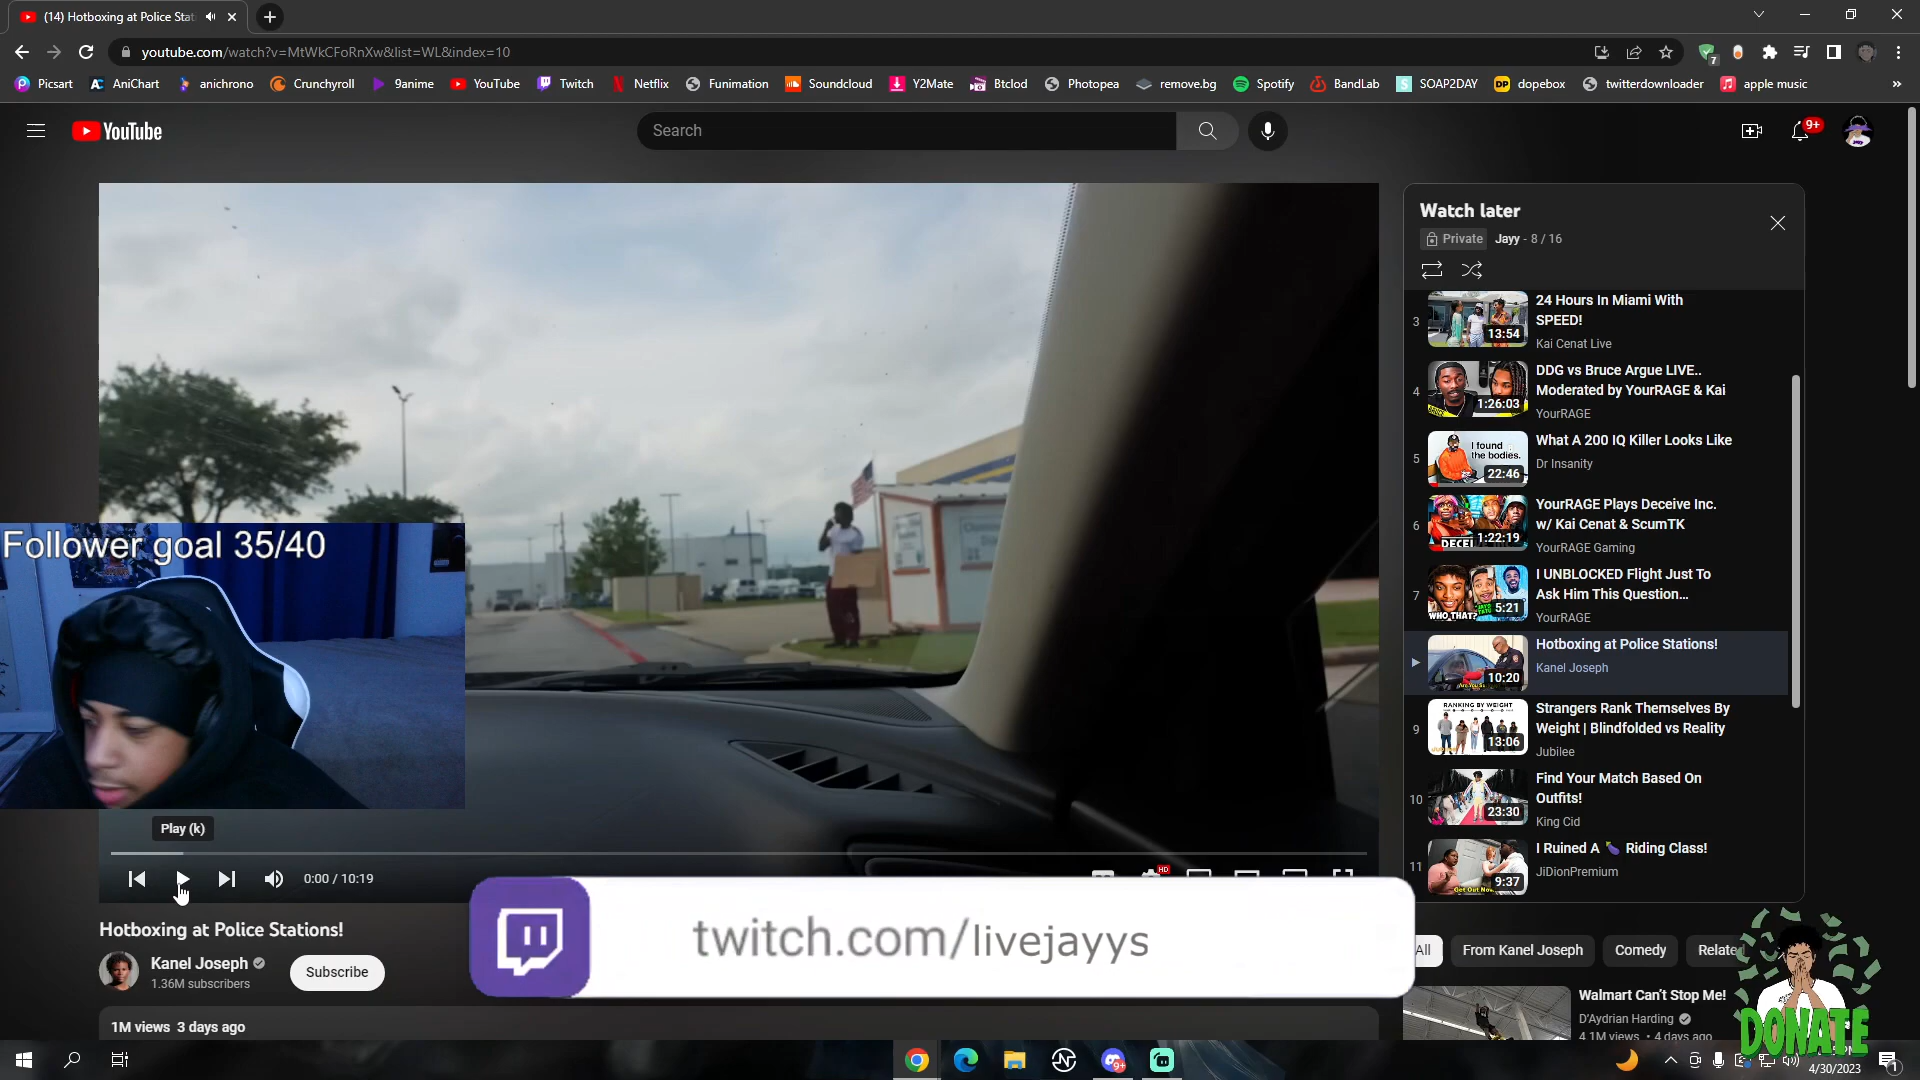 (14) Hotboxing at Police Stat
youtube.com/watch?v=MtWkCFoRnXw&list=WL&index=10
7
Picsart
AniChart
anichrono
Crunchyroll
9anime
YouTube
Twitch
Netflix
Funimation
Soundcloud
Y2Mate
Btclod
Photopea
remove.bg
Spotify
BandLab
SOAP2DAY
dopebox
twitterdownloader
apple music
YouTube
Search
9+
Watch later
Private Jayy - 8 / 16
3
24 Hours In Miami With
SPEED!
13:54
Kai Cenat Live
4
DDG vs Bruce Argue LIVE..
Moderated by YourRAGE & Kai
1:26:03
YourRAGE
5
What A 200 IQ Killer Looks Like
I found
the bodies.
Dr Insanity
22:46
6
YourRAGE Plays Deceive Inc.
w/ Kai Cenat & ScumTK
1:22:19
YourRAGE Gaming
7
I UNBLOCKED Flight Just To
Ask Him This Question...
WHO THAT?
5:21
YourRAGE
Hotboxing at Police Stations!
Kanel Joseph
10:20
9
RANKING BY WEIGHT
Strangers Rank Themselves By
Weight | Blindfolded vs Reality
13:06
Jubilee
10
Find Your Match Based On
Outfits!
23:30
King Cid
11
I Ruined A 🍆 Riding Class!
JiDionPremium
9:37
Follower goal 35/40
Play (k)
0:00 / 10:19
HD
twitch.com/livejayys
Hotboxing at Police Stations!
Kanel Joseph
1.36M subscribers
Subscribe
1M views 3 days ago
All
From Kanel Joseph
Comedy
Relate
Walmart Can't Stop Me!
D'Aydrian Harding
4.1M views • 4 days ago
DONATE
9+
4/30/2023
1